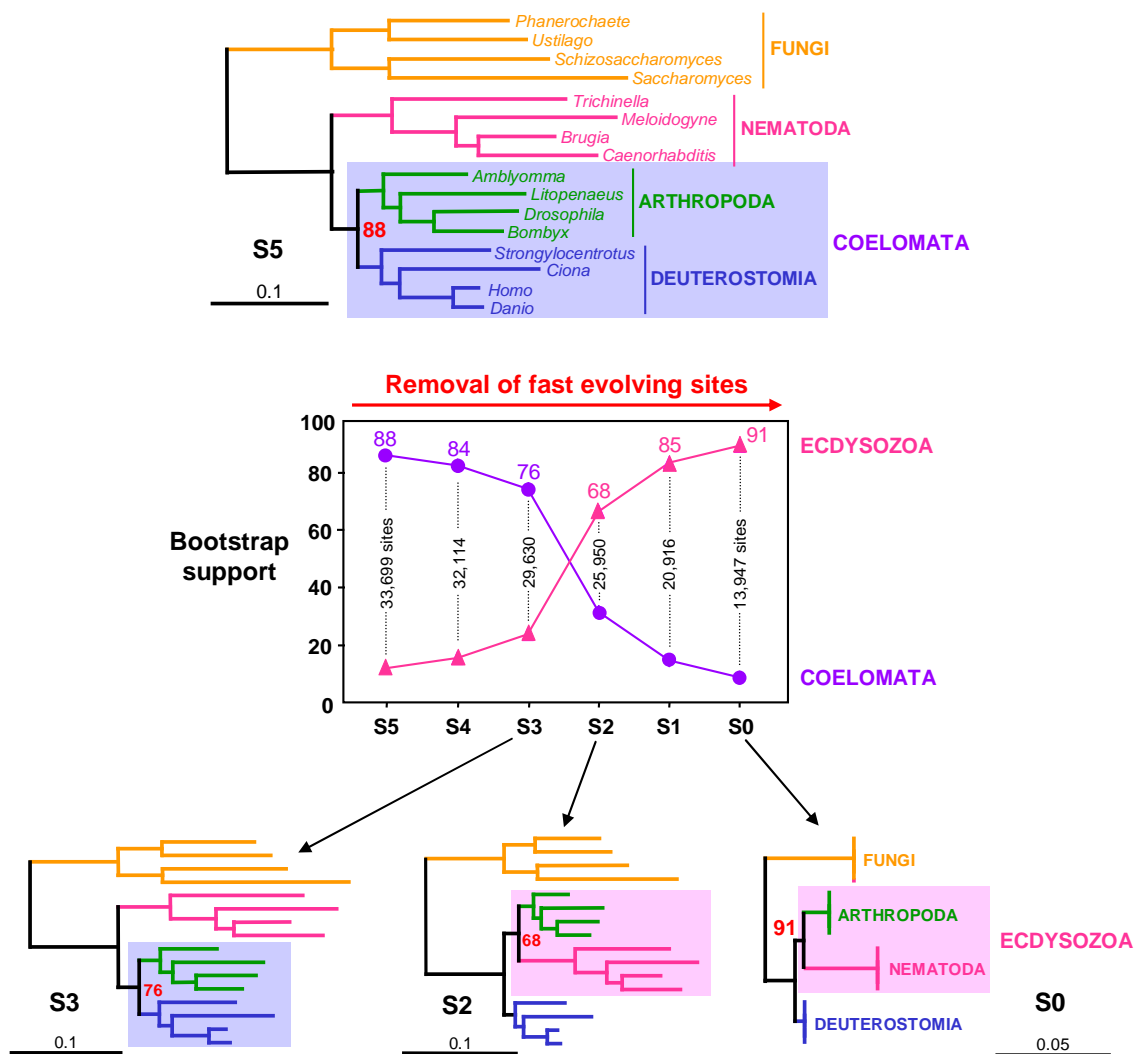 Phanerochaete
Ustilago
FUNGI
Schizosaccharomyces
Saccharomyces
Trichinella
Meloidogyne
NEMATODA
Brugia
Caenorhabditis
Amblyomma
Litopenaeus
ARTHROPODA
Drosophila
Bombyx
88
COELOMATA
S5
Strongylocentrotus
Ciona
DEUTEROSTOMIA
Homo
Danio
0.1
Removal of fast evolving sites
100
80
60
40
20
0
Bootstrap
support
88
84
76
68
85
91
ECDYSOZOA
33,699 sites
32,114
29,630
25,950
20,916
13,947 sites
COELOMATA
S5 S4 S3 S2 S1 S0
76
S3
0.1
68
S2
0.1
FUNGI
ARTHROPODA
91
ECDYSOZOA
NEMATODA
S0
DEUTEROSTOMIA
0.05